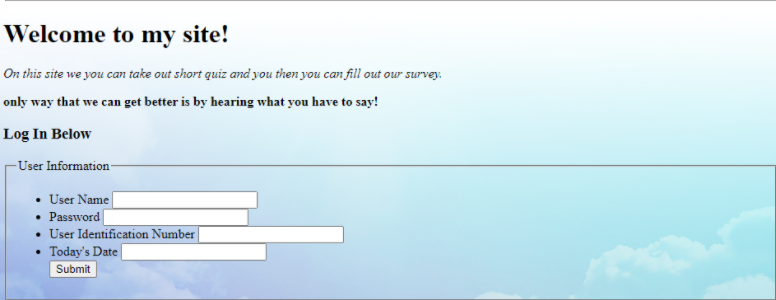 Welcome to my site!
On this site we you can take out short quiz and you then you can fill out our survey.
only way that we can get better is by hearing what you have to say!
Log In Below
User Information
User Name
Password
User Identification Number
Today's Date
Submit